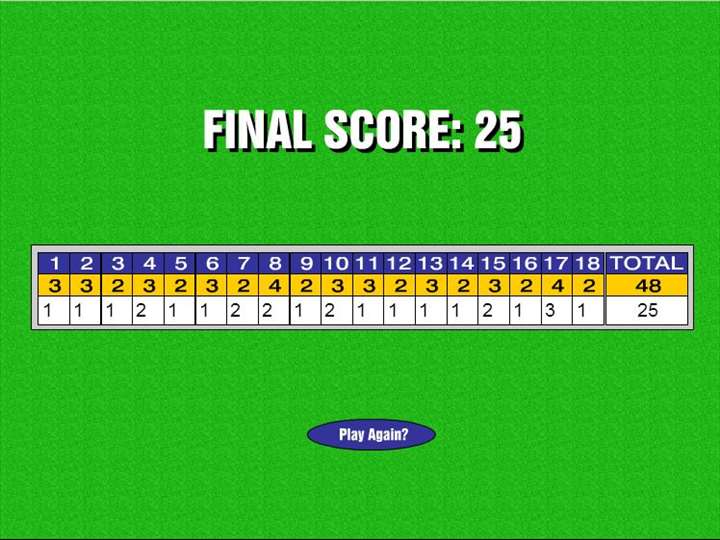 FINAL SCORE: 25
1 2 3 4 5 6 7 8 9 10 11 12 13 14 15 16 17 18 TOTAL
3 3 2 3 2 3 2 4 2 3 3 2 3 2 3 2 4 2 48
1 1 1 2 1 1 2 2 1 2 1 1 1 1 2 1 3 1 25
Play Again?